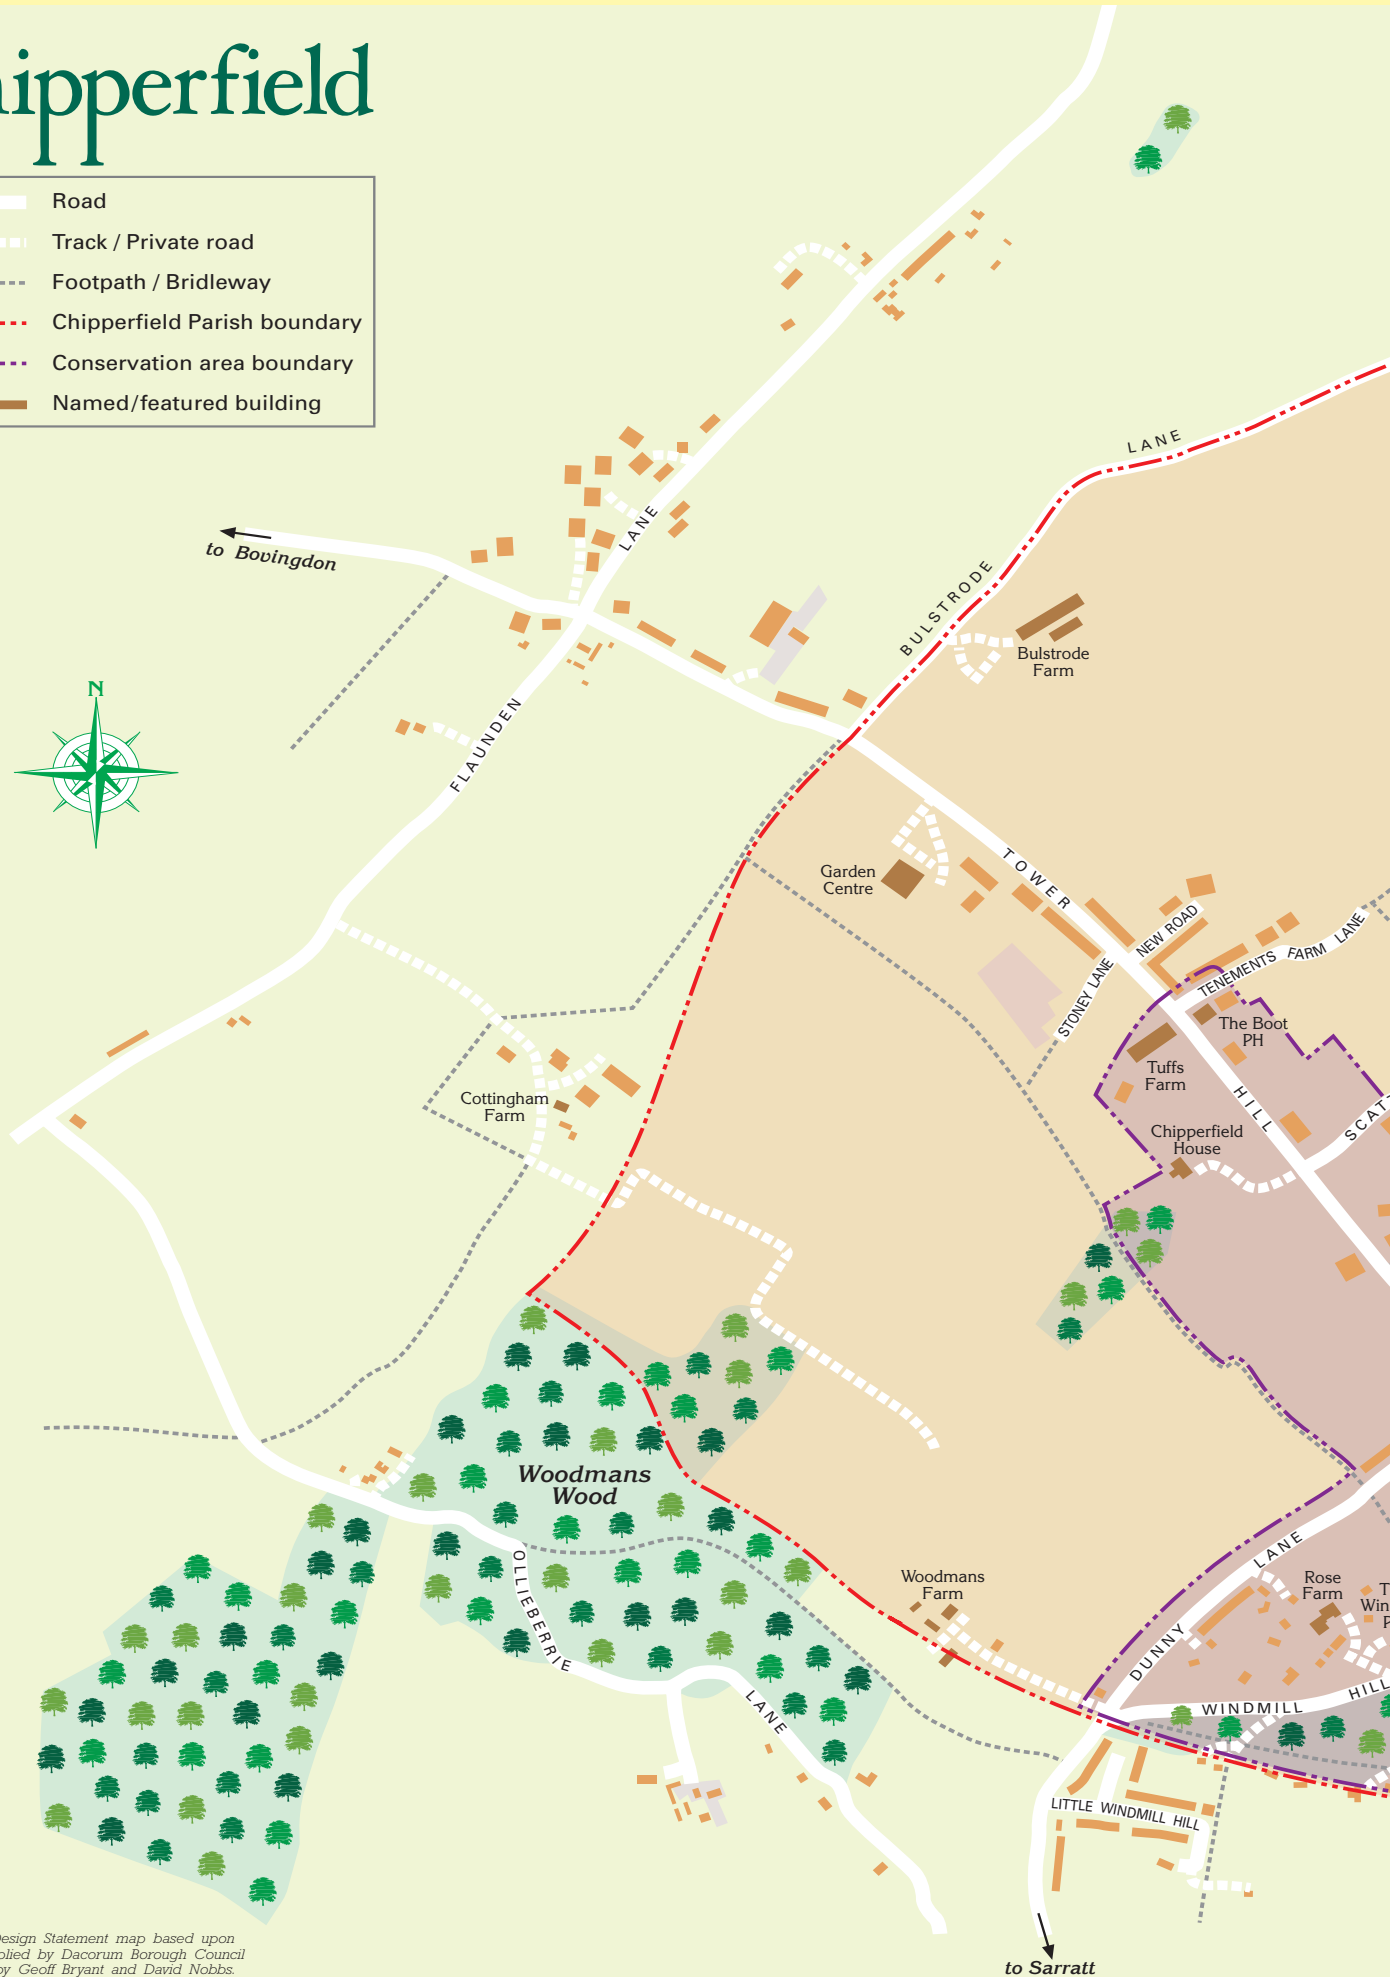 ipperfield
Road
Track / Private road
Footpath / Bridleway
Chipperfield Parish boundary
Conservation area boundary
Named/featured building
LANE
to Bovingdon
LANE
BULSTRODE
Bulstrode
Farm
N
FLAUNDEN
Garden
Centre
TOWER
NEW ROAD
STONEY LANE
TENEMENTS FARM LANE
The Boot
PH
Tuffs
Farm
HILL
SCAT
Chipperfield
House
Cottingham
Farm
Woodmans
Wood
OLLIEBERRIE
LANE
Woodmans
Farm
DUNNY
LANE
Rose
Farm
T
Win
P
WINDMILL
HILL
LITTLE WINDMILL HILL
to Sarratt
esign Statement map based upon
plied by Dacorum Borough Council
by Geoff Bryant and David Nobbs.